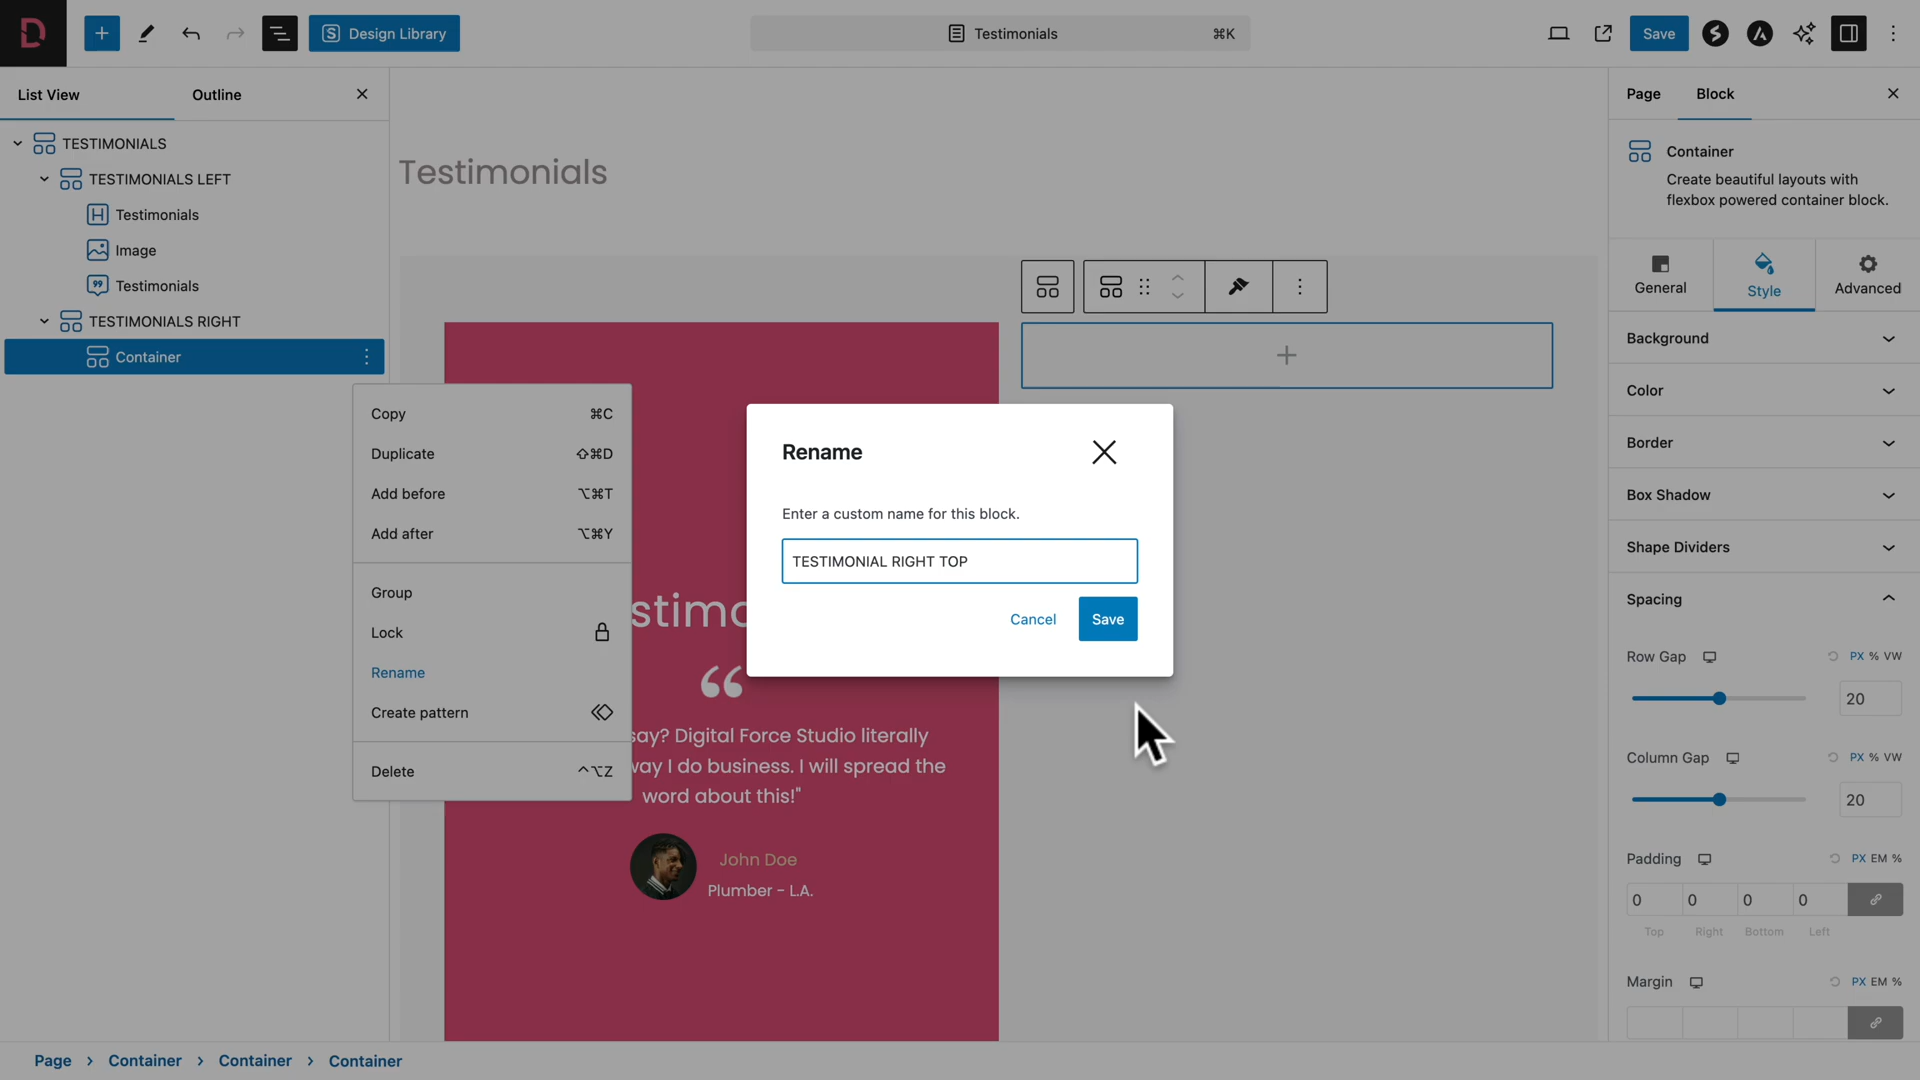 Design Library
Testimonials
⌘K
Save
List View
Outline
TESTIMONIALS
TESTIMONIALS LEFT
Testimonials
Image
Testimonials
TESTIMONIALS RIGHT
Container
Testimonials
Copy ⌘C
Duplicate ⇧⌘D
Add before ⌥⌘T
Add after ⌥⌘Y
Group
Lock
Rename
Create pattern
Delete ^⌥Z
Rename
Enter a custom name for this block.
TESTIMONIAL RIGHT TOP
Cancel
Save
stimo
say? Digital Force Studio literally
way I do business. I will spread the
word about this!"
John Doe
Plumber - L.A.
Page
Block
Container
Create beautiful layouts with
flexbox powered container block.
General
Style
Advanced
Background
Color
Border
Box Shadow
Shape Dividers
Spacing
Row Gap PX % VW
20
Column Gap PX % VW
20
Padding PX EM %
0 0 0 0
Top Right Bottom Left
Margin PX EM %
Page > Container > Container > Container